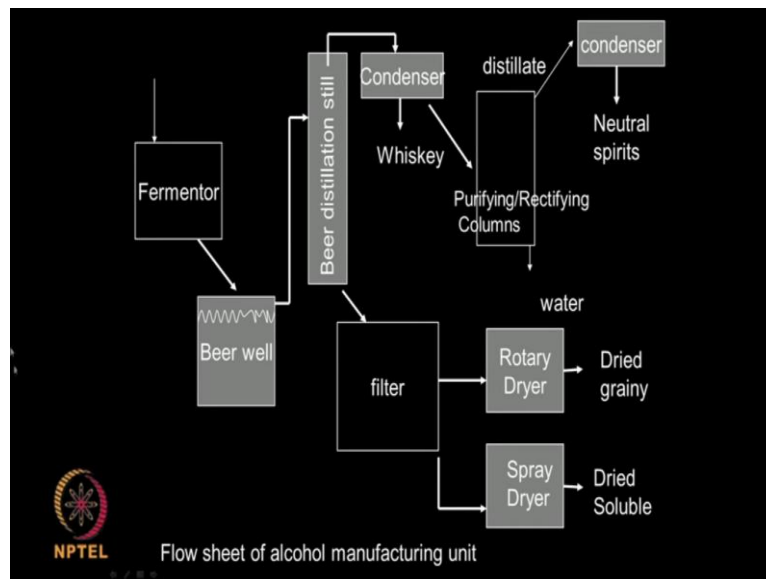 condenser
distillate
Condenser
Beer distillation still
Neutral
spirits
Whiskey
Fermentor
Purifying/Rectifying
Columns
water
Beer well
filter
Rotary
Dryer
Dried
grainy
Spray
Dryer
Dried
Soluble
NPTEL
Flow sheet of alcohol manufacturing unit